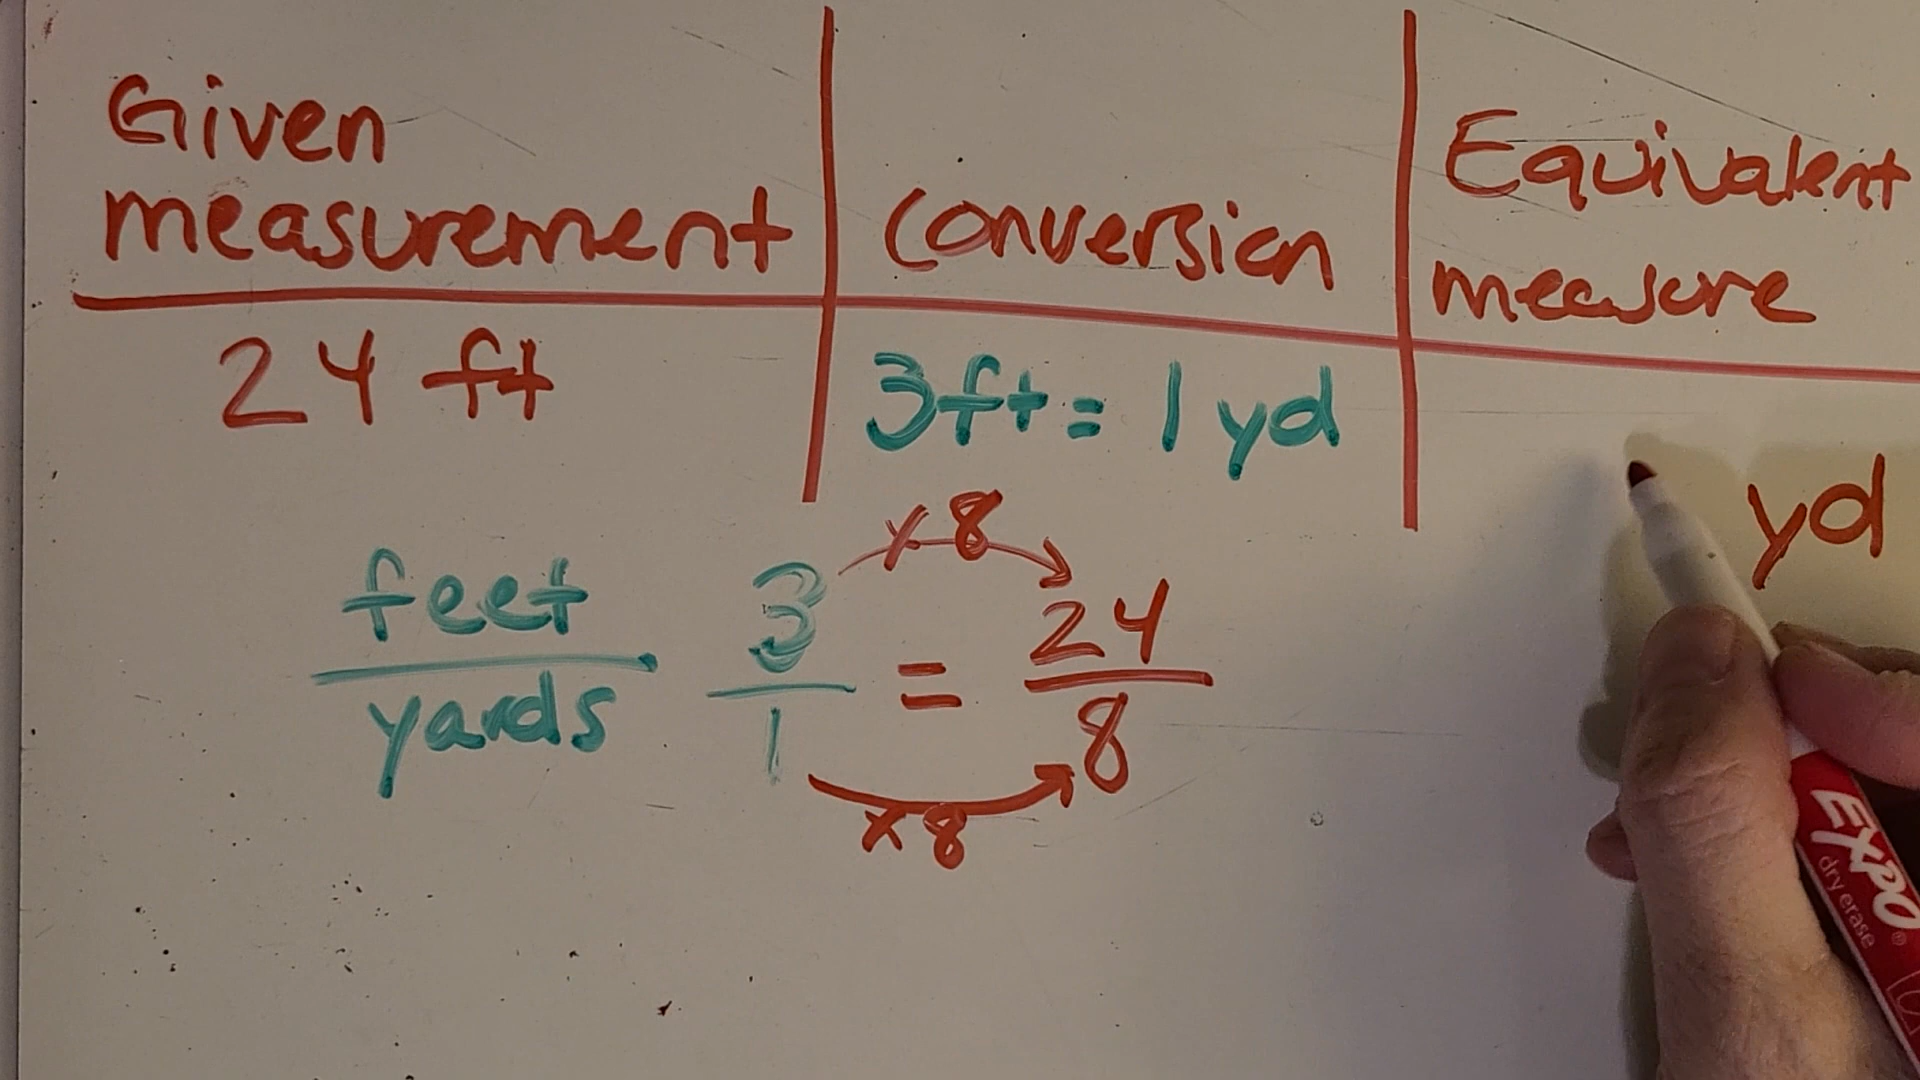 Given
measurement
Conversion
Equivalent
measure
24 ft
3ft = 1 yd
yd
x8
feet
yards
3
1
=
24
8
x8
EXPO®
dry erase